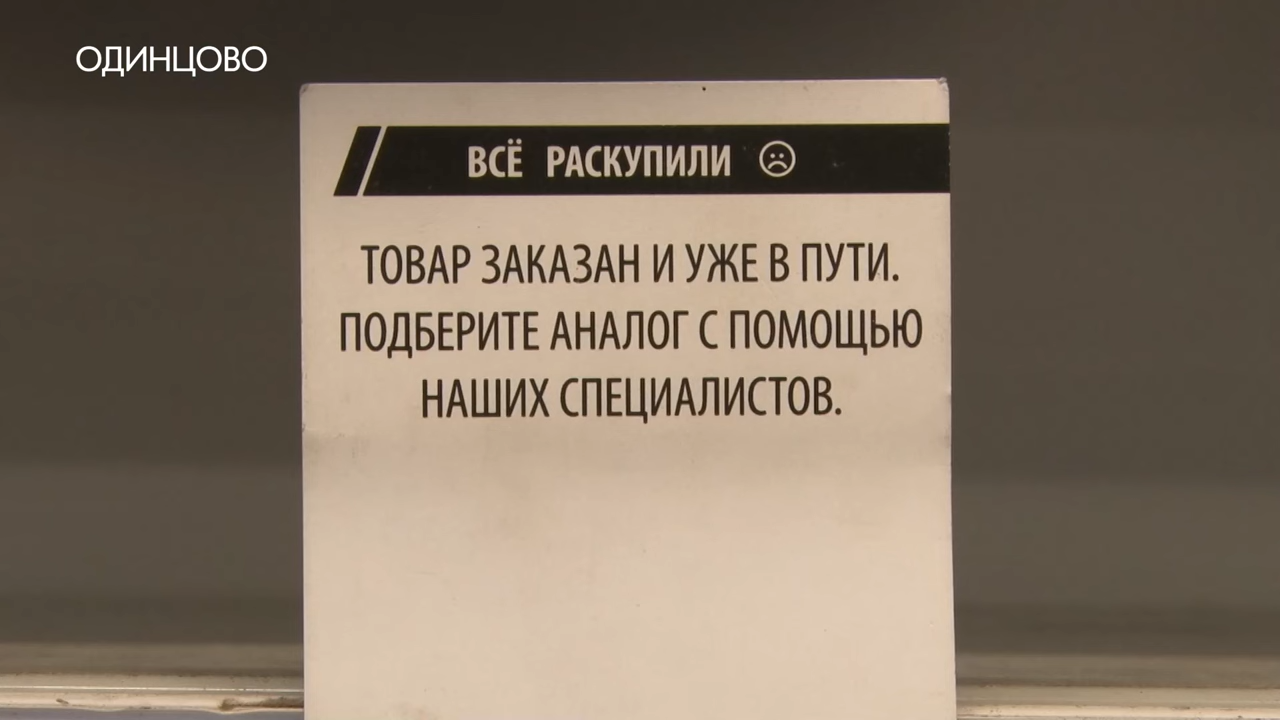 ОДИНЦОВО
ВСЁ РАСКУПИЛИ ☹
ТОВАР ЗАКАЗАН И УЖЕ В ПУТИ.
ПОДБЕРИТЕ АНАЛОГ С ПОМОЩЬЮ
НАШИХ СПЕЦИАЛИСТОВ.